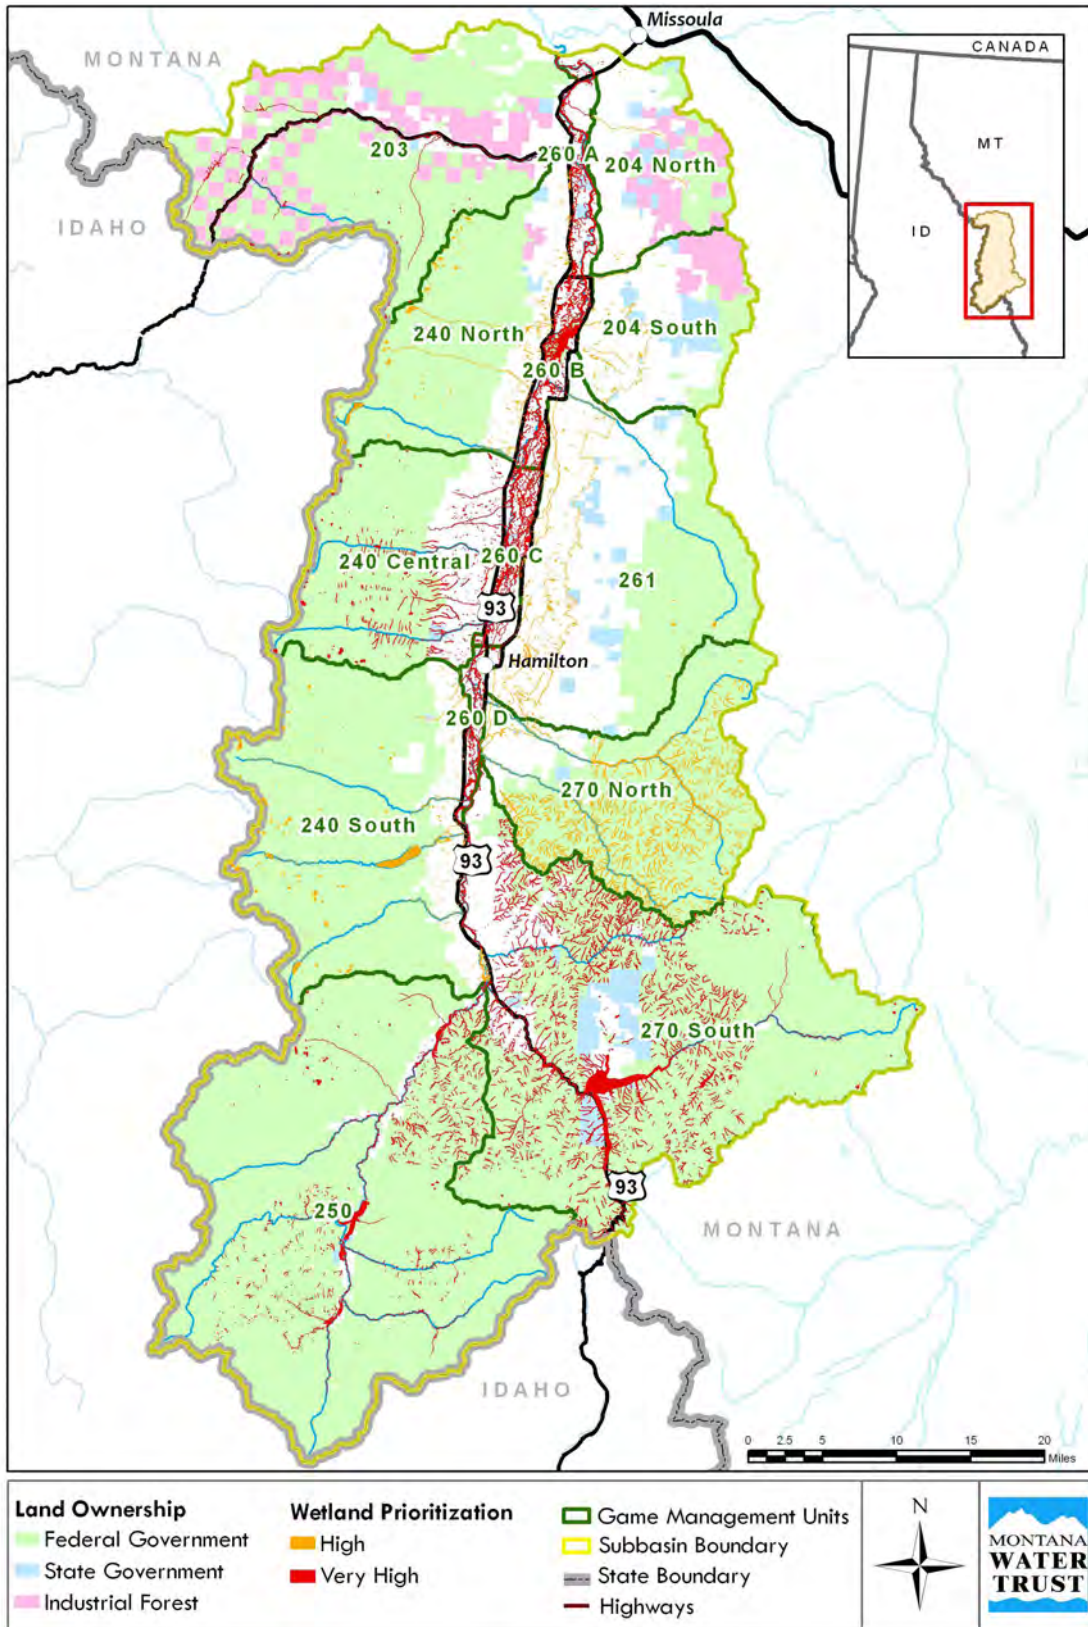 Missoula
MONTANA
CANADA
MT
ID
203
260 A
204 North
IDAHO
240 North
204 South
260 B
240 Central
260 C
261
93
Hamilton
260 D
270 North
240 South
93
270 South
93
250
MONTANA
IDAHO
0 2.5 5 10 15 20
Miles
Land Ownership
Federal Government
State Government
Industrial Forest
Wetland Prioritization
High
Very High
Game Management Units
Subbasin Boundary
State Boundary
Highways
N
MONTANA
WATER
TRUST